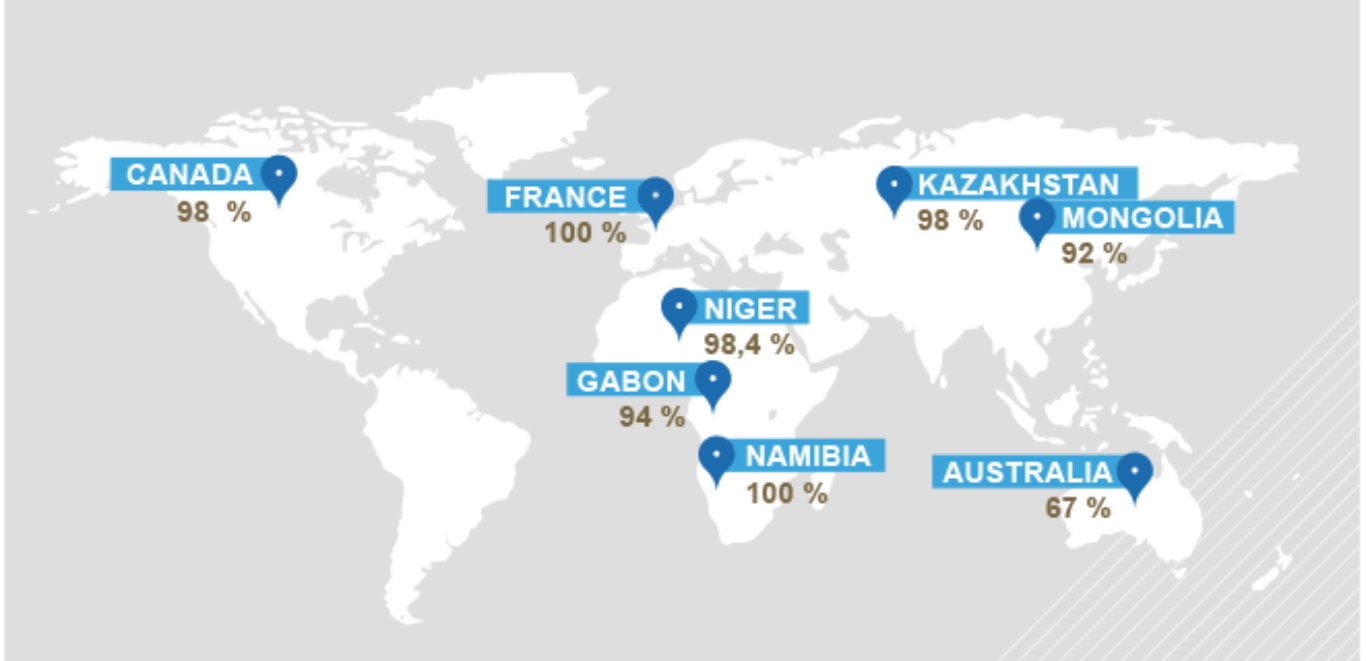 CANADA
98 %
FRANCE
100 %
KAZAKHSTAN
98 %
MONGOLIA
92 %
NIGER
98,4 %
GABON
94 %
NAMIBIA
100 %
AUSTRALIA
67 %